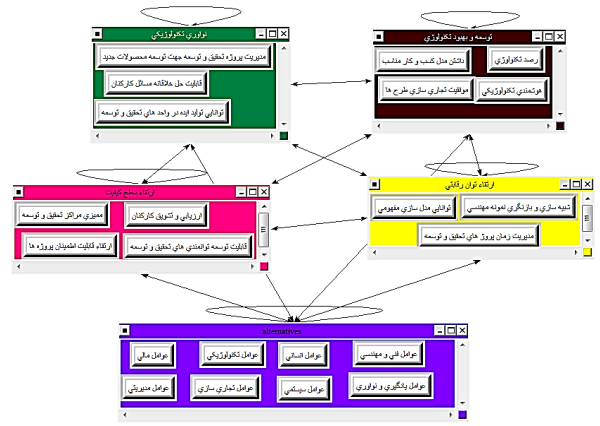 نوآوري تكنولوژيكي
مديريت پروژه تحقيق و توسعه جهت توسعه محصولات جديد
قابليت حل خلاقانه مسائل كاركنان
توانايي توليد ايده در واحد هاي تحقيق و توسعه
توسعه و بهبود تكنولوژي
رصد تكنولوژي
داشتن مدل كسب و كار مناسب
هوشمندي تكنولوژيكي
موفقيت تجاري سازي طرح ها
ارتقاء سطح كيفيت
ارزيابي و تشويق كاركنان
مميزي مراكز تحقيق و توسعه
قابليت توسعه توانمندي هاي تحقيق و توسعه
ارتقاء قابليت اطمينان پروژه ها
ارتقاء توان رقابتي
شبيه سازي و بازنگري نمونه مهندسي
توانايي مدل سازي مفهومي
مديريت زمان پروژ هاي تحقيق و توسعه
alternatives
عوامل فني و مهندسي
عوامل انساني
عوامل تكنولوژيكي
عوامل مالي
عوامل يادگيري و نوآوري
عوامل سيستمي
عوامل تجاري سازي
عوامل مديريتي